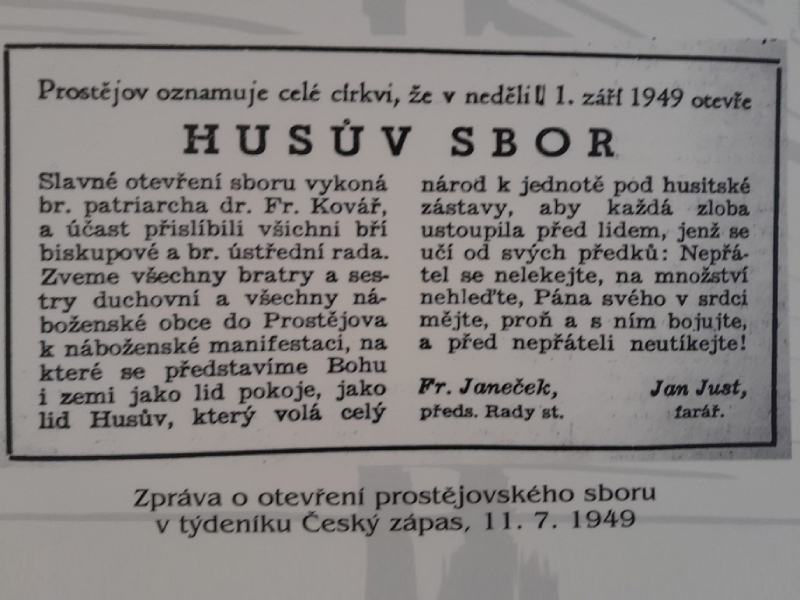 Prostějov oznamuje celé církvi, že v neděli 1. září 1949 otevře
HUSŮV SBOR
Slavné otevření sboru vykoná
br. patriarcha dr. Fr. Kovář,
a účast přislíbili všichni bří
biskupové a br. ústřední rada.
Zveme všechny bratry a ses-
try duchovní a všechny ná-
boženské obce do Prostějova
k náboženské manifestaci, na
které se představíme Bohu
i zemi jako lid pokoje, jako
lid Husův, který volá celý
národ k jednotě pod husitské
zástavy, aby každá zloba
ustoupila před lidem, jenž se
učí od svých předků: Nepřá-
tel se nelekejte, na množství
nehleďte, Pána svého v srdci
mějte, proň a s ním bojujte,
a před nepřáteli neutíkejte!
Fr. Janeček,
předs. Rady st.
Jan Just,
farář.
Zpráva o otevření prostějovského sboru
v týdeníku Český zápas, 11. 7. 1949